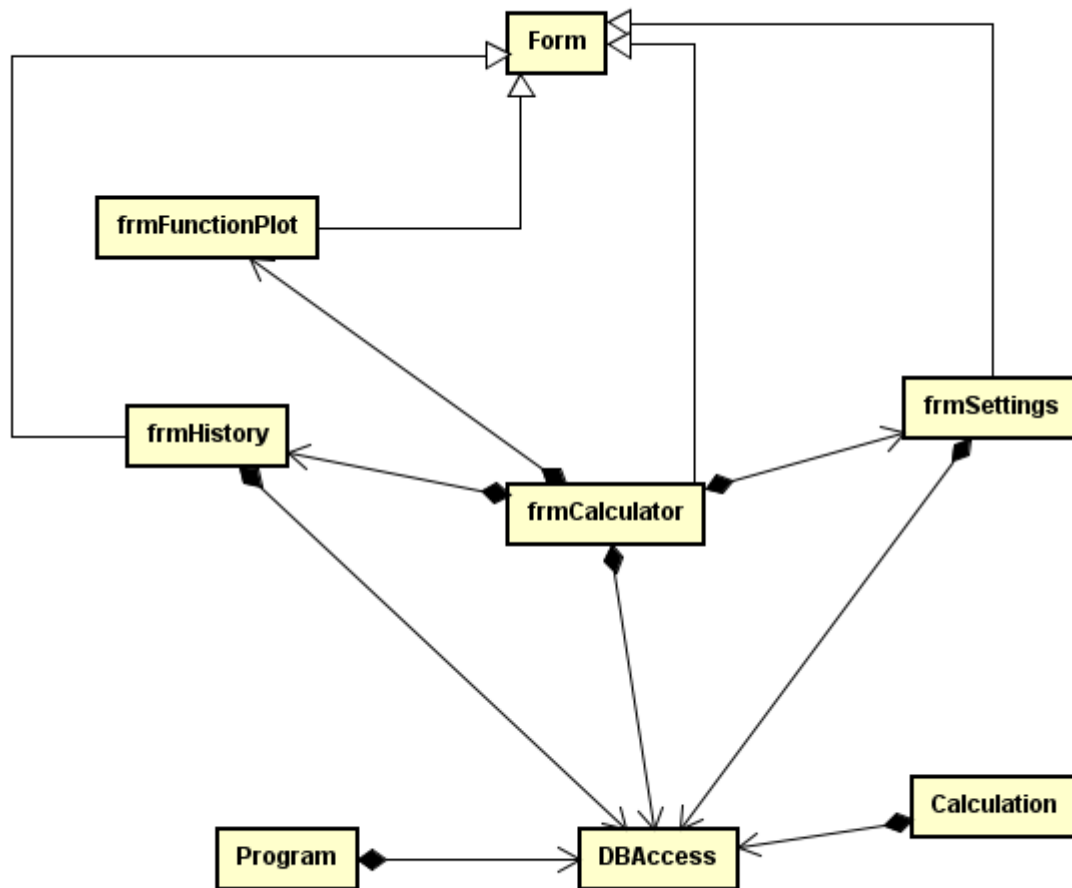 Form
frmFunctionPlot
frmSettings
frmHistory
frmCalculator
Calculation
Program
DBAccess